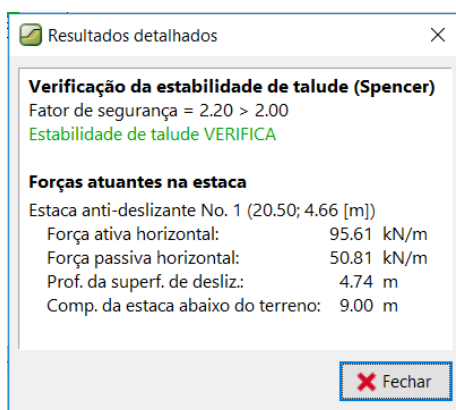 Resultados detalhados
Verificação da estabilidade de talude (Spencer)
Fator de segurança = 2.20 > 2.00
Estabilidade de talude VERIFICA
Forças atuantes na estaca
Estaca anti-deslizante No. 1 (20.50; 4.66 [m])
Força ativa horizontal: 95.61 kN/m
Força passiva horizontal: 50.81 kN/m
Prof. da superf. de desliz.: 4.74 m
Comp. da estaca abaixo do terreno: 9.00 m
Fechar